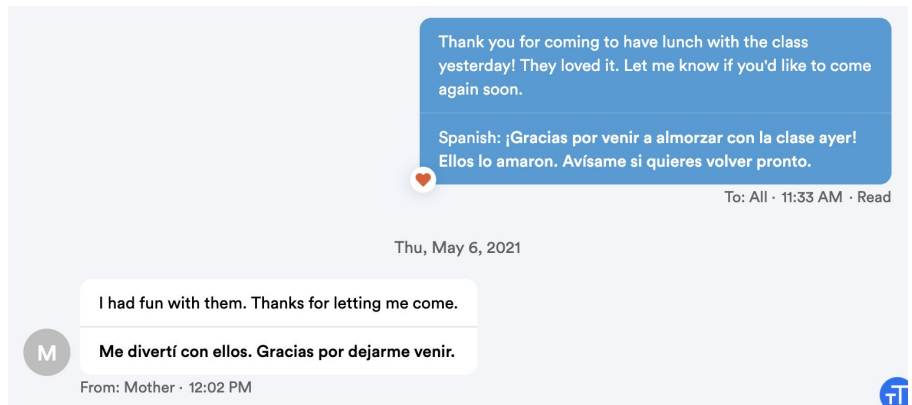 Thank you for coming to have lunch with the class
yesterday! They loved it. Let me know if you'd like to come
again soon.
Spanish: ¡Gracias por venir a almorzar con la clase ayer!
Ellos lo amaron. Avísame si quieres volver pronto.
To: All · 11:33 AM · Read
Thu, May 6, 2021
I had fun with them. Thanks for letting me come.
M
Me divertí con ellos. Gracias por dejarme venir.
From: Mother · 12:02 PM
TT